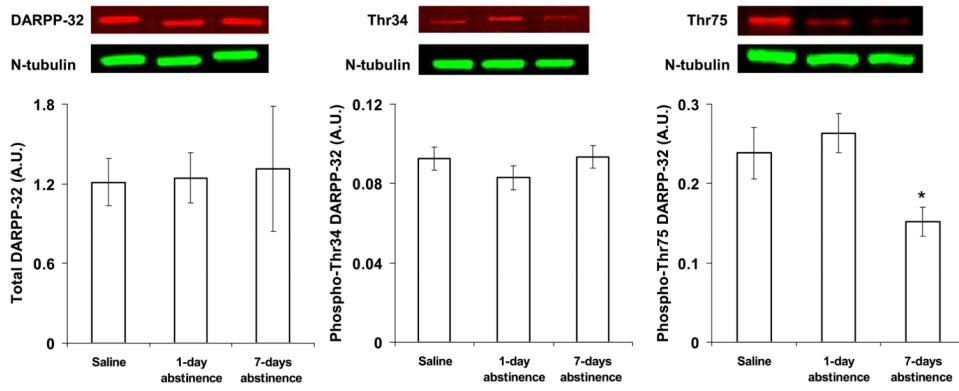 DARPP-32
N-tubulin
Total DARPP-32 (A.U.)
1.8
1.2
0.6
0
Saline
1-day
abstinence
7-days
abstinence
Thr34
N-tubulin
Phospho-Thr34 DARPP-32 (A.U.)
0.12
0.08
0.04
0
Saline
1-day
abstinence
7-days
abstinence
Thr75
N-tubulin
Phospho-Thr75 DARPP-32 (A.U.)
0.3
0.2
0.1
0
*
Saline
1-day
abstinence
7-days
abstinence